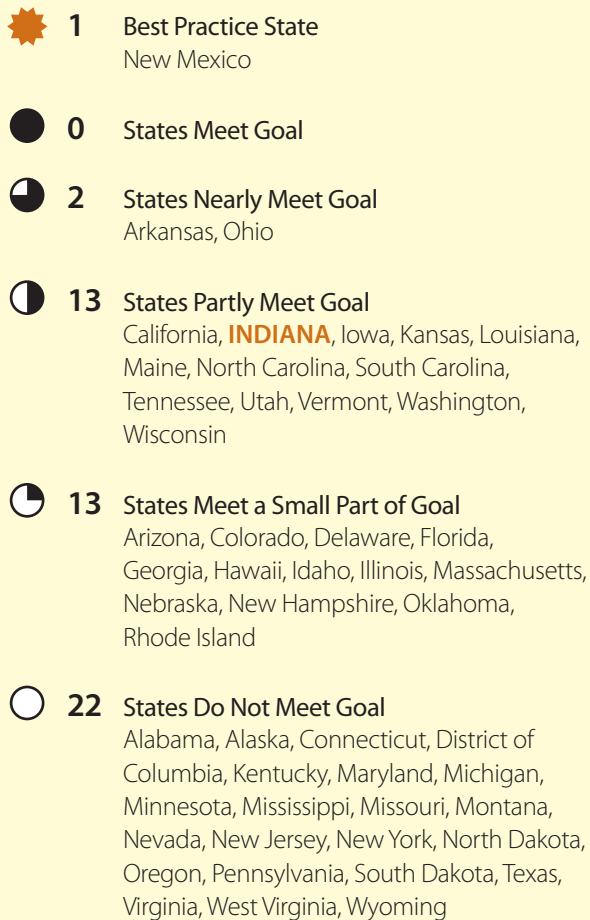 1 Best Practice State
New Mexico
0 States Meet Goal
2 States Nearly Meet Goal
Arkansas, Ohio
13 States Partly Meet Goal
California, INDIANA, Iowa, Kansas, Louisiana,
Maine, North Carolina, South Carolina,
Tennessee, Utah, Vermont, Washington,
Wisconsin
13 States Meet a Small Part of Goal
Arizona, Colorado, Delaware, Florida,
Georgia, Hawaii, Idaho, Illinois, Massachusetts,
Nebraska, New Hampshire, Oklahoma,
Rhode Island
22 States Do Not Meet Goal
Alabama, Alaska, Connecticut, District of
Columbia, Kentucky, Maryland, Michigan,
Minnesota, Mississippi, Missouri, Montana,
Nevada, New Jersey, New York, North Dakota,
Oregon, Pennsylvania, South Dakota, Texas,
Virginia, West Virginia, Wyoming